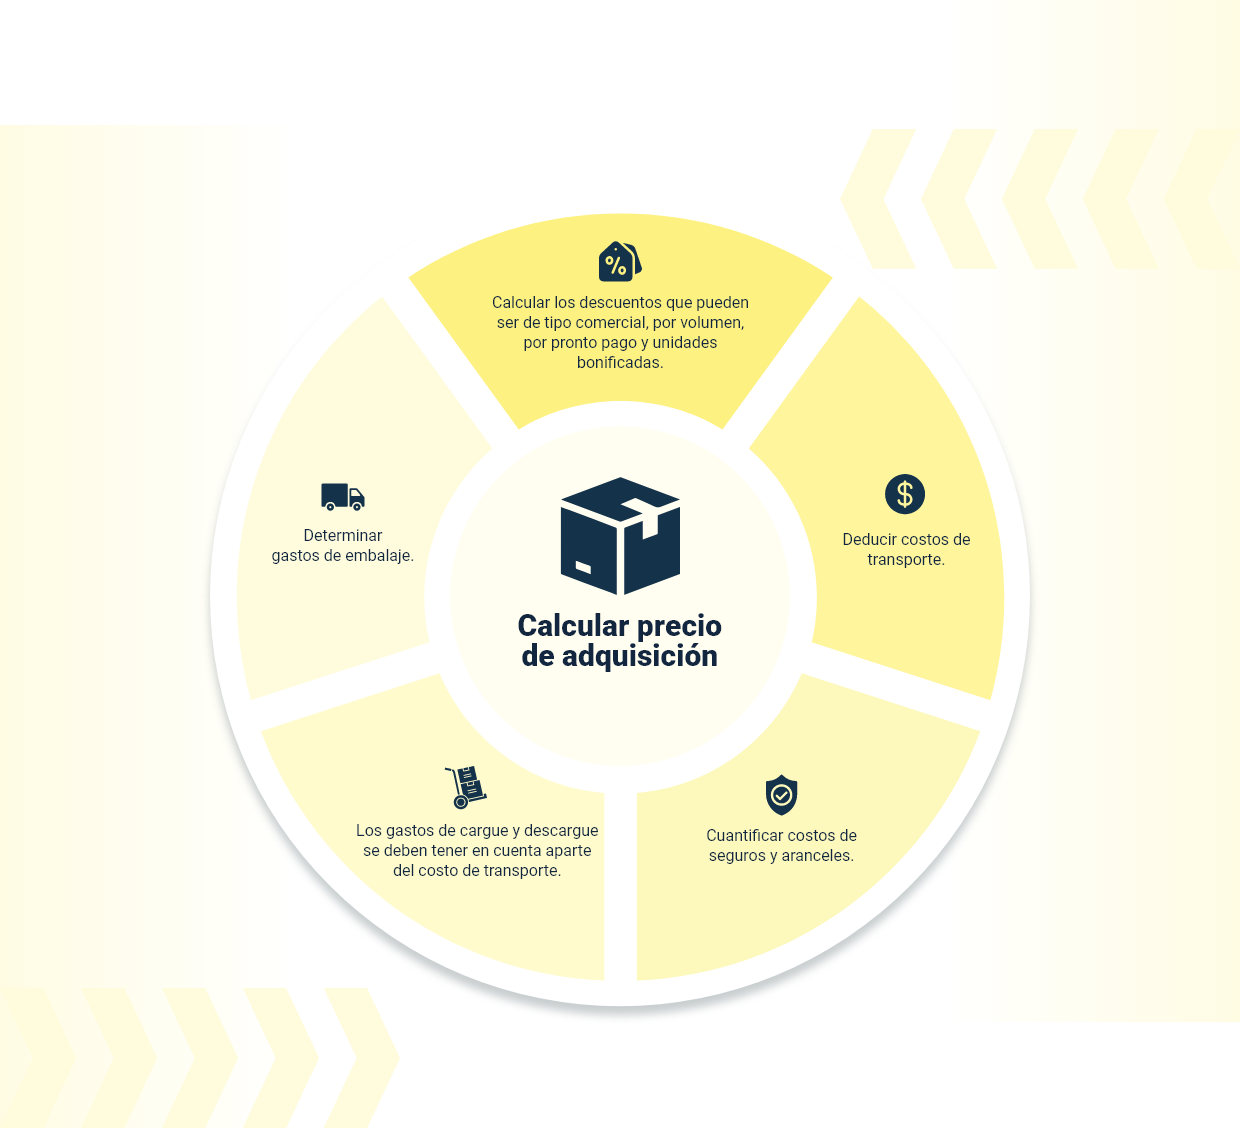 Calcular los descuentos que pueden
ser de tipo comercial, por volumen,
por pronto pago y unidades
bonificadas.
Deducir costos de
transporte.
Cuantificar costos de
seguros y aranceles.
Los gastos de cargue y descargue
se deben tener en cuenta aparte
del costo de transporte.
Determinar
gastos de embalaje.
Calcular precio
de adquisición